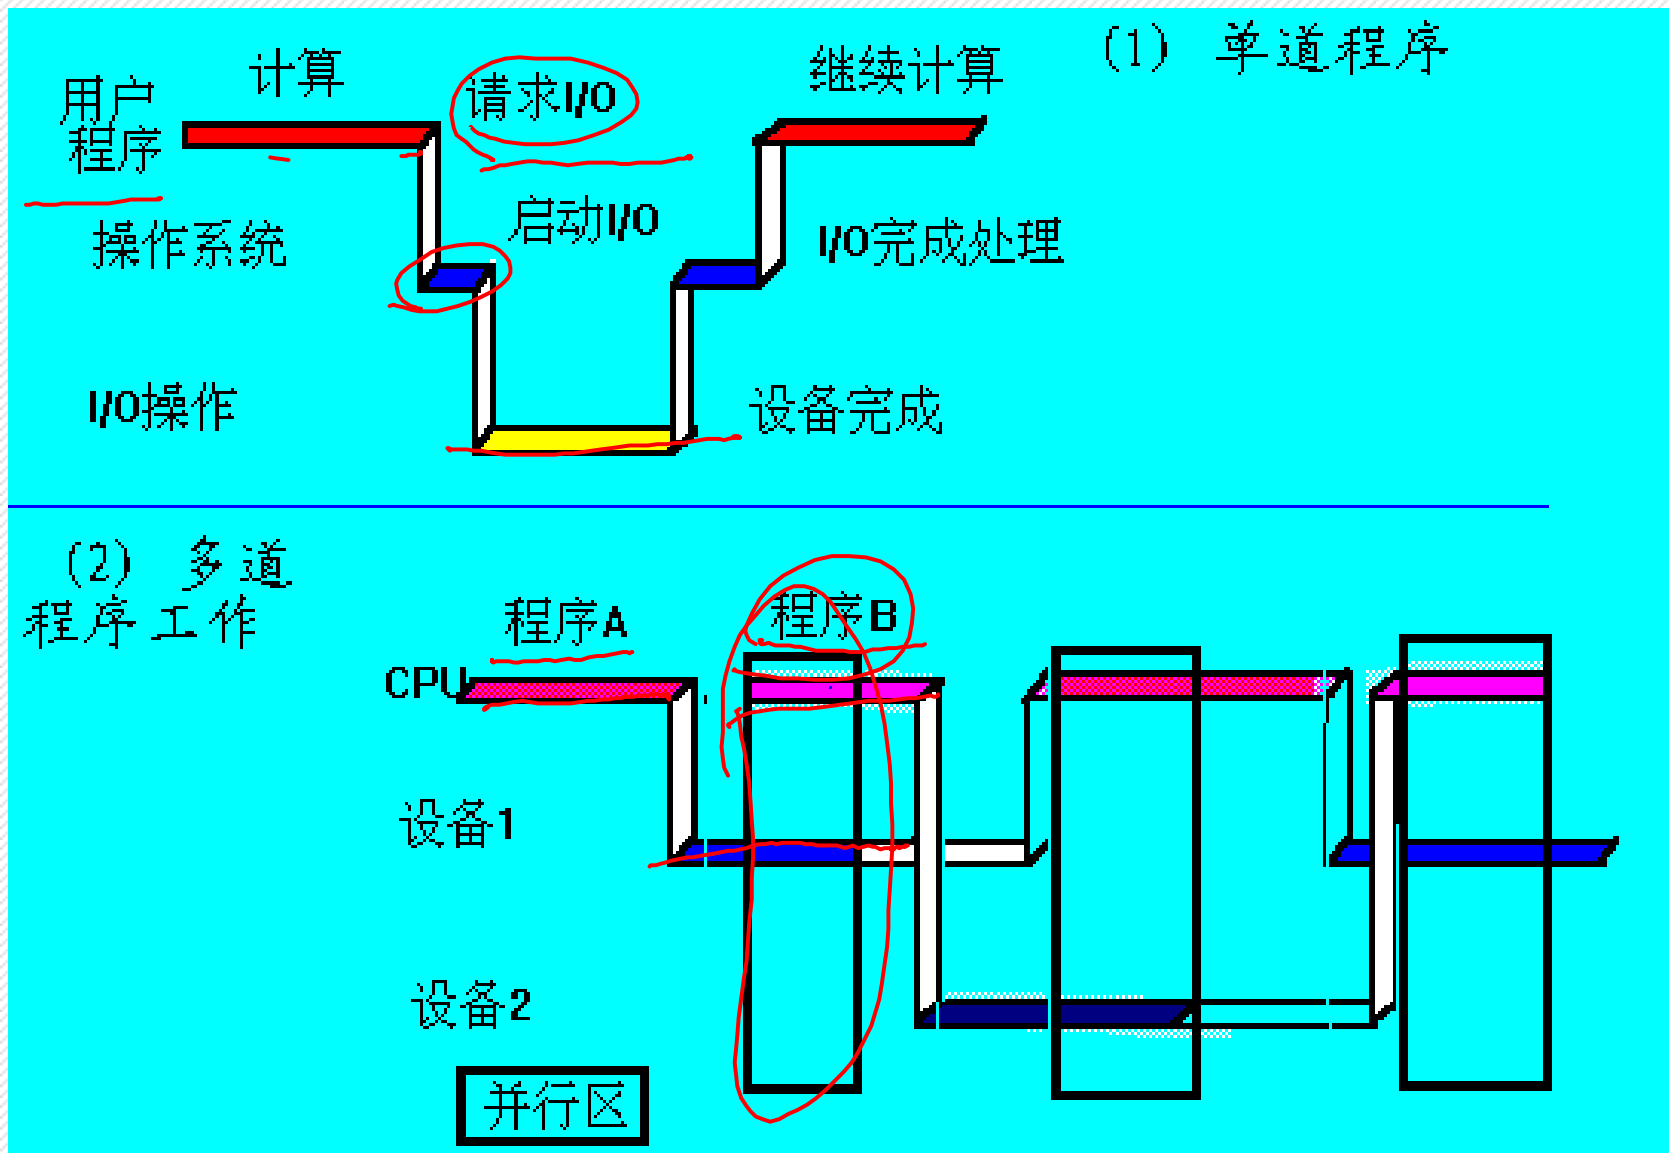 (1) 单道程序
计算
请求I/O
继续计算
用户
程序
启动I/O
操作系统
I/O完成处理
I/O操作
设备完成
(2) 多道
程序工作
程序A
程序B
CPU
设备1
设备2
并行区